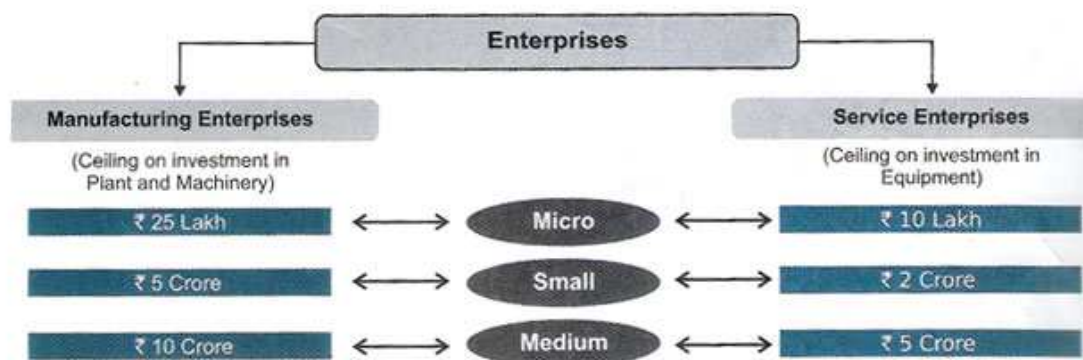 Enterprises
Manufacturing Enterprises
Service Enterprises
(Ceiling on investment in
Plant and Machinery)
(Ceiling on investment in
Equipment)
₹ 25 Lakh
Micro
₹ 10 Lakh
₹ 5 Crore
Small
₹ 2 Crore
₹ 10 Crore
Medium
₹ 5 Crore